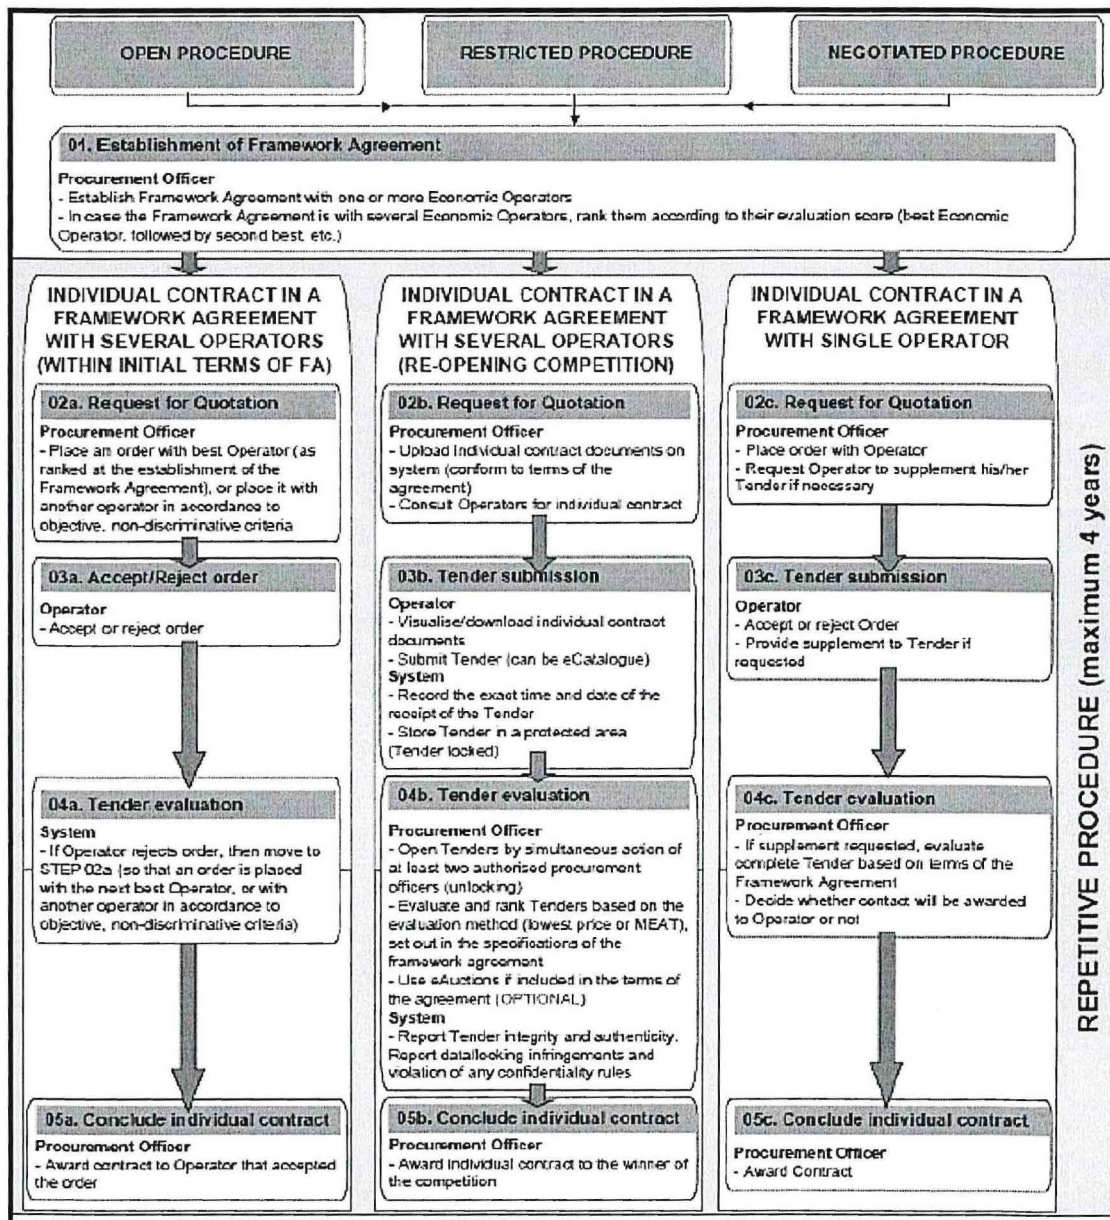 OPEN PROCEDURE
RESTRICTED PROCEDURE
NEGOTIATED PROCEDURE
01. Establishment of Framework Agreement
Procurement Officer
- Establish Framework Agreement with one or more Economic Operators
- In case the Framework Agreement is with several Economic Operators, rank them according to their evaluation score (best Economic
Operator, followed by second best, etc.)
INDIVIDUAL CONTRACT IN A
FRAMEWORK AGREEMENT
WITH SEVERAL OPERATORS
(WITHIN INITIAL TERMS OF FA)
02a. Request for Quotation
Procurement Officer
- Place an order with best Operator (as
ranked at the establishment of the
Framework Agreement), or place it with
another operator in accordance to
objective, non-discriminative criteria
03a. Accept/Reject order
Operator
- Accept or reject order
04a. Tender evaluation
System
- If Operator rejects order, then move to
STEP 02a (so that an order is placed
with the next best Operator, or with
another operator in accordance to
objective, non-discriminative criteria)
05a. Conclude individual contract
Procurement Officer
- Award contract to Operator that accepted
the order
INDIVIDUAL CONTRACT IN A
FRAMEWORK AGREEMENT
WITH SEVERAL OPERATORS
(RE-OPENING COMPETITION)
02b. Request for Quotation
Procurement Officer
- Upload Individual contract documents on
system (conform to terms of the
agreement)
- Consult Operators for individual contract
03b. Tender submission
Operator
- Visualise/download individual contract
documents
- Submit Tender (can be eCatalogue)
System
- Record the exact time and date of the
receipt of the Tender
- Store Tender in a protected area
(Tender locked)
04b. Tender evaluation
Procurement Officer
- Open Tenders by simultaneous action of
at least two authorised procurement
officers (unlocking)
- Evaluate and rank Tenders based on the
evaluation method (lowest price or MEAT),
set out in the specifications of the
framework agreement
- Use eAuctions if included in the terms of
the agreement (OPTIONAL)
System
- Report Tender integrity and authenticity.
Report data/locking infringements and
violation of any confidentiality rules
05b. Conclude individual contract
Procurement Officer
- Award individual contract to the winner of
the competition
INDIVIDUAL CONTRACT IN A
FRAMEWORK AGREEMENT
WITH SINGLE OPERATOR
02c. Request for Quotation
Procurement Officer
- Place order with Operator
- Request Operator to supplement his/her
Tender if necessary
03c. Tender submission
Operator
- Accept or reject Order
- Provide supplement to Tender if
requested
04c. Tender evaluation
Procurement Officer
- If supplement requested, evaluate
complete Tender based on terms of the
Framework Agreement
- Decide whether contact will be awarded
to Operator or not
05c. Conclude individual contract
Procurement Officer
- Award Contract
REPETITIVE PROCEDURE (maximum 4 years)